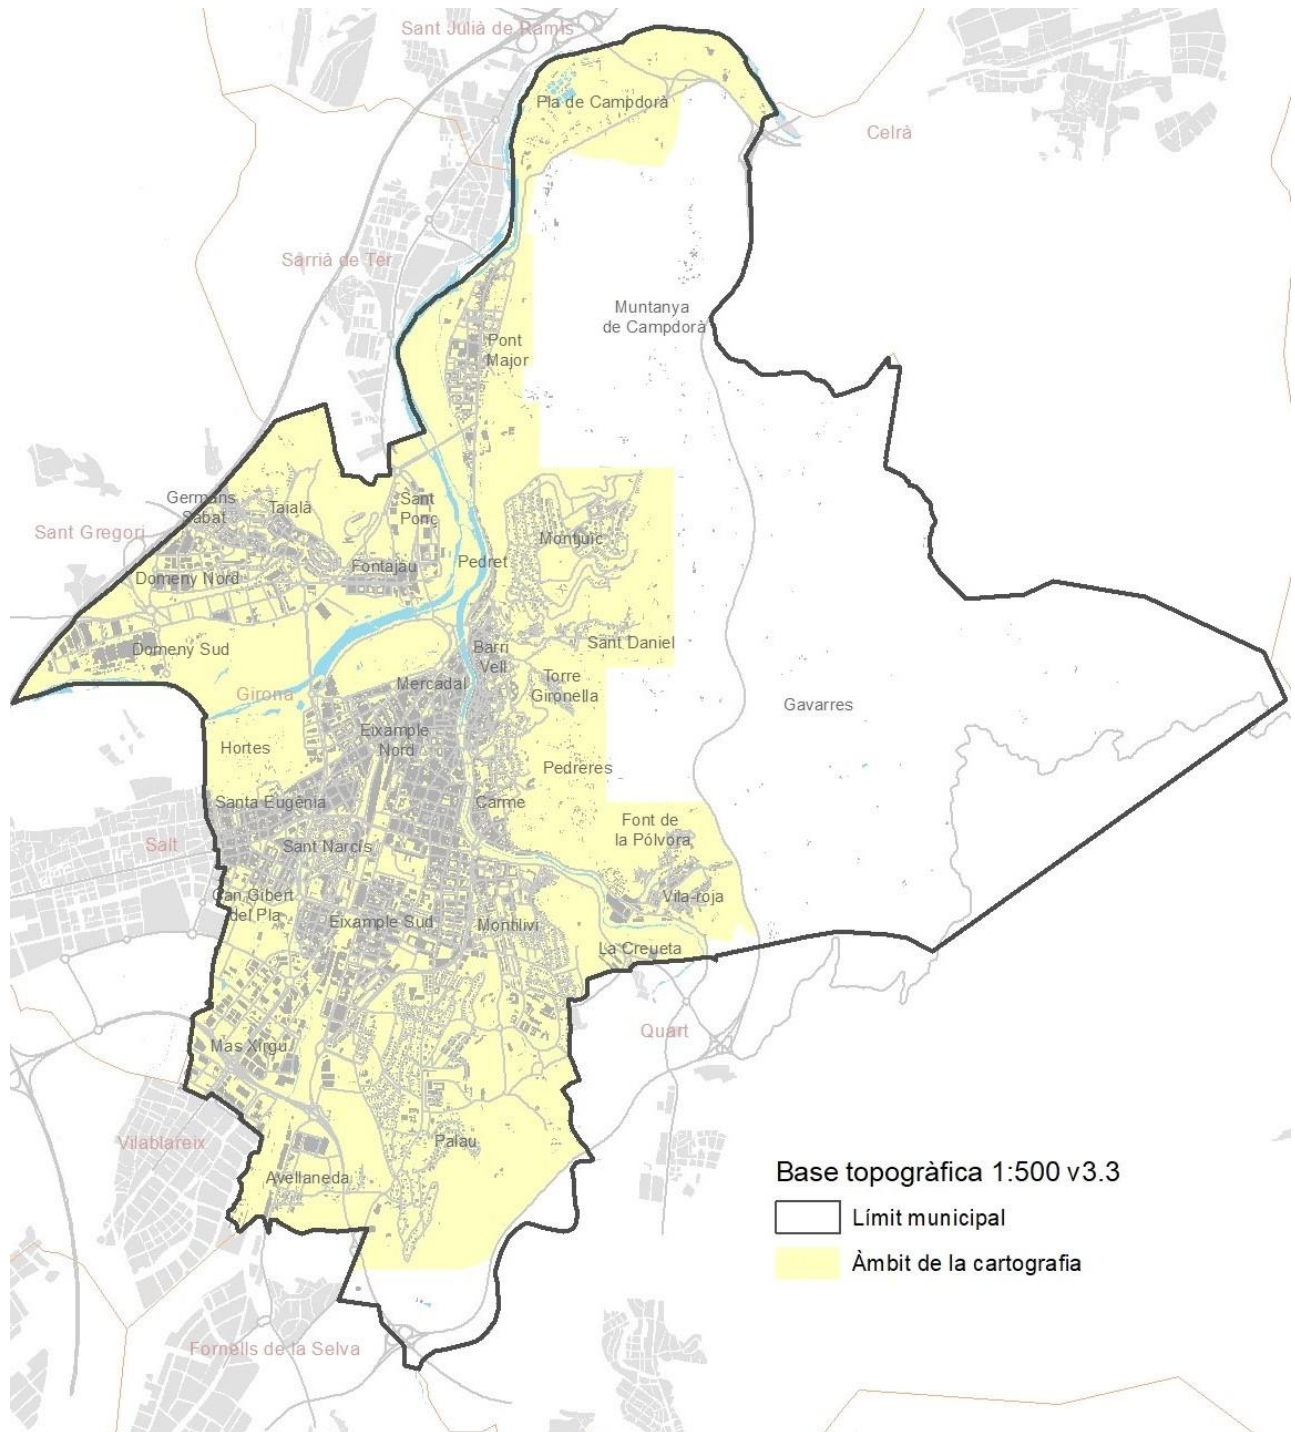 Sant Julià de Ramis
Pla de Campdorà
Celrà
Sarrià de Ter
Muntanya
de Campdorà
Pont
Major
Germans
Sabat
Taialà
Sant
Ponç
Sant Gregori
Montjuïc
Domeny Nord
Fontajau
Pedret
Domeny Sud
Barri
Vell
Sant Daniel
Girona
Mercadal
Torre
Gironella
Gavarres
Eixample
Nord
Hortes
Pedreres
Santa Eugènia
Carme
Font de
la Pólvora
Salt
Sant Narcís
Can Gibert
del Pla
Eixample Sud
Montilivi
Vila-roja
La Creueta
Quart
Mas Xirgu
Vilablareix
Palau
Avellaneda
Fornells de la Selva
Base topogràfica 1:500 v3.3
Límit municipal
Àmbit de la cartografia